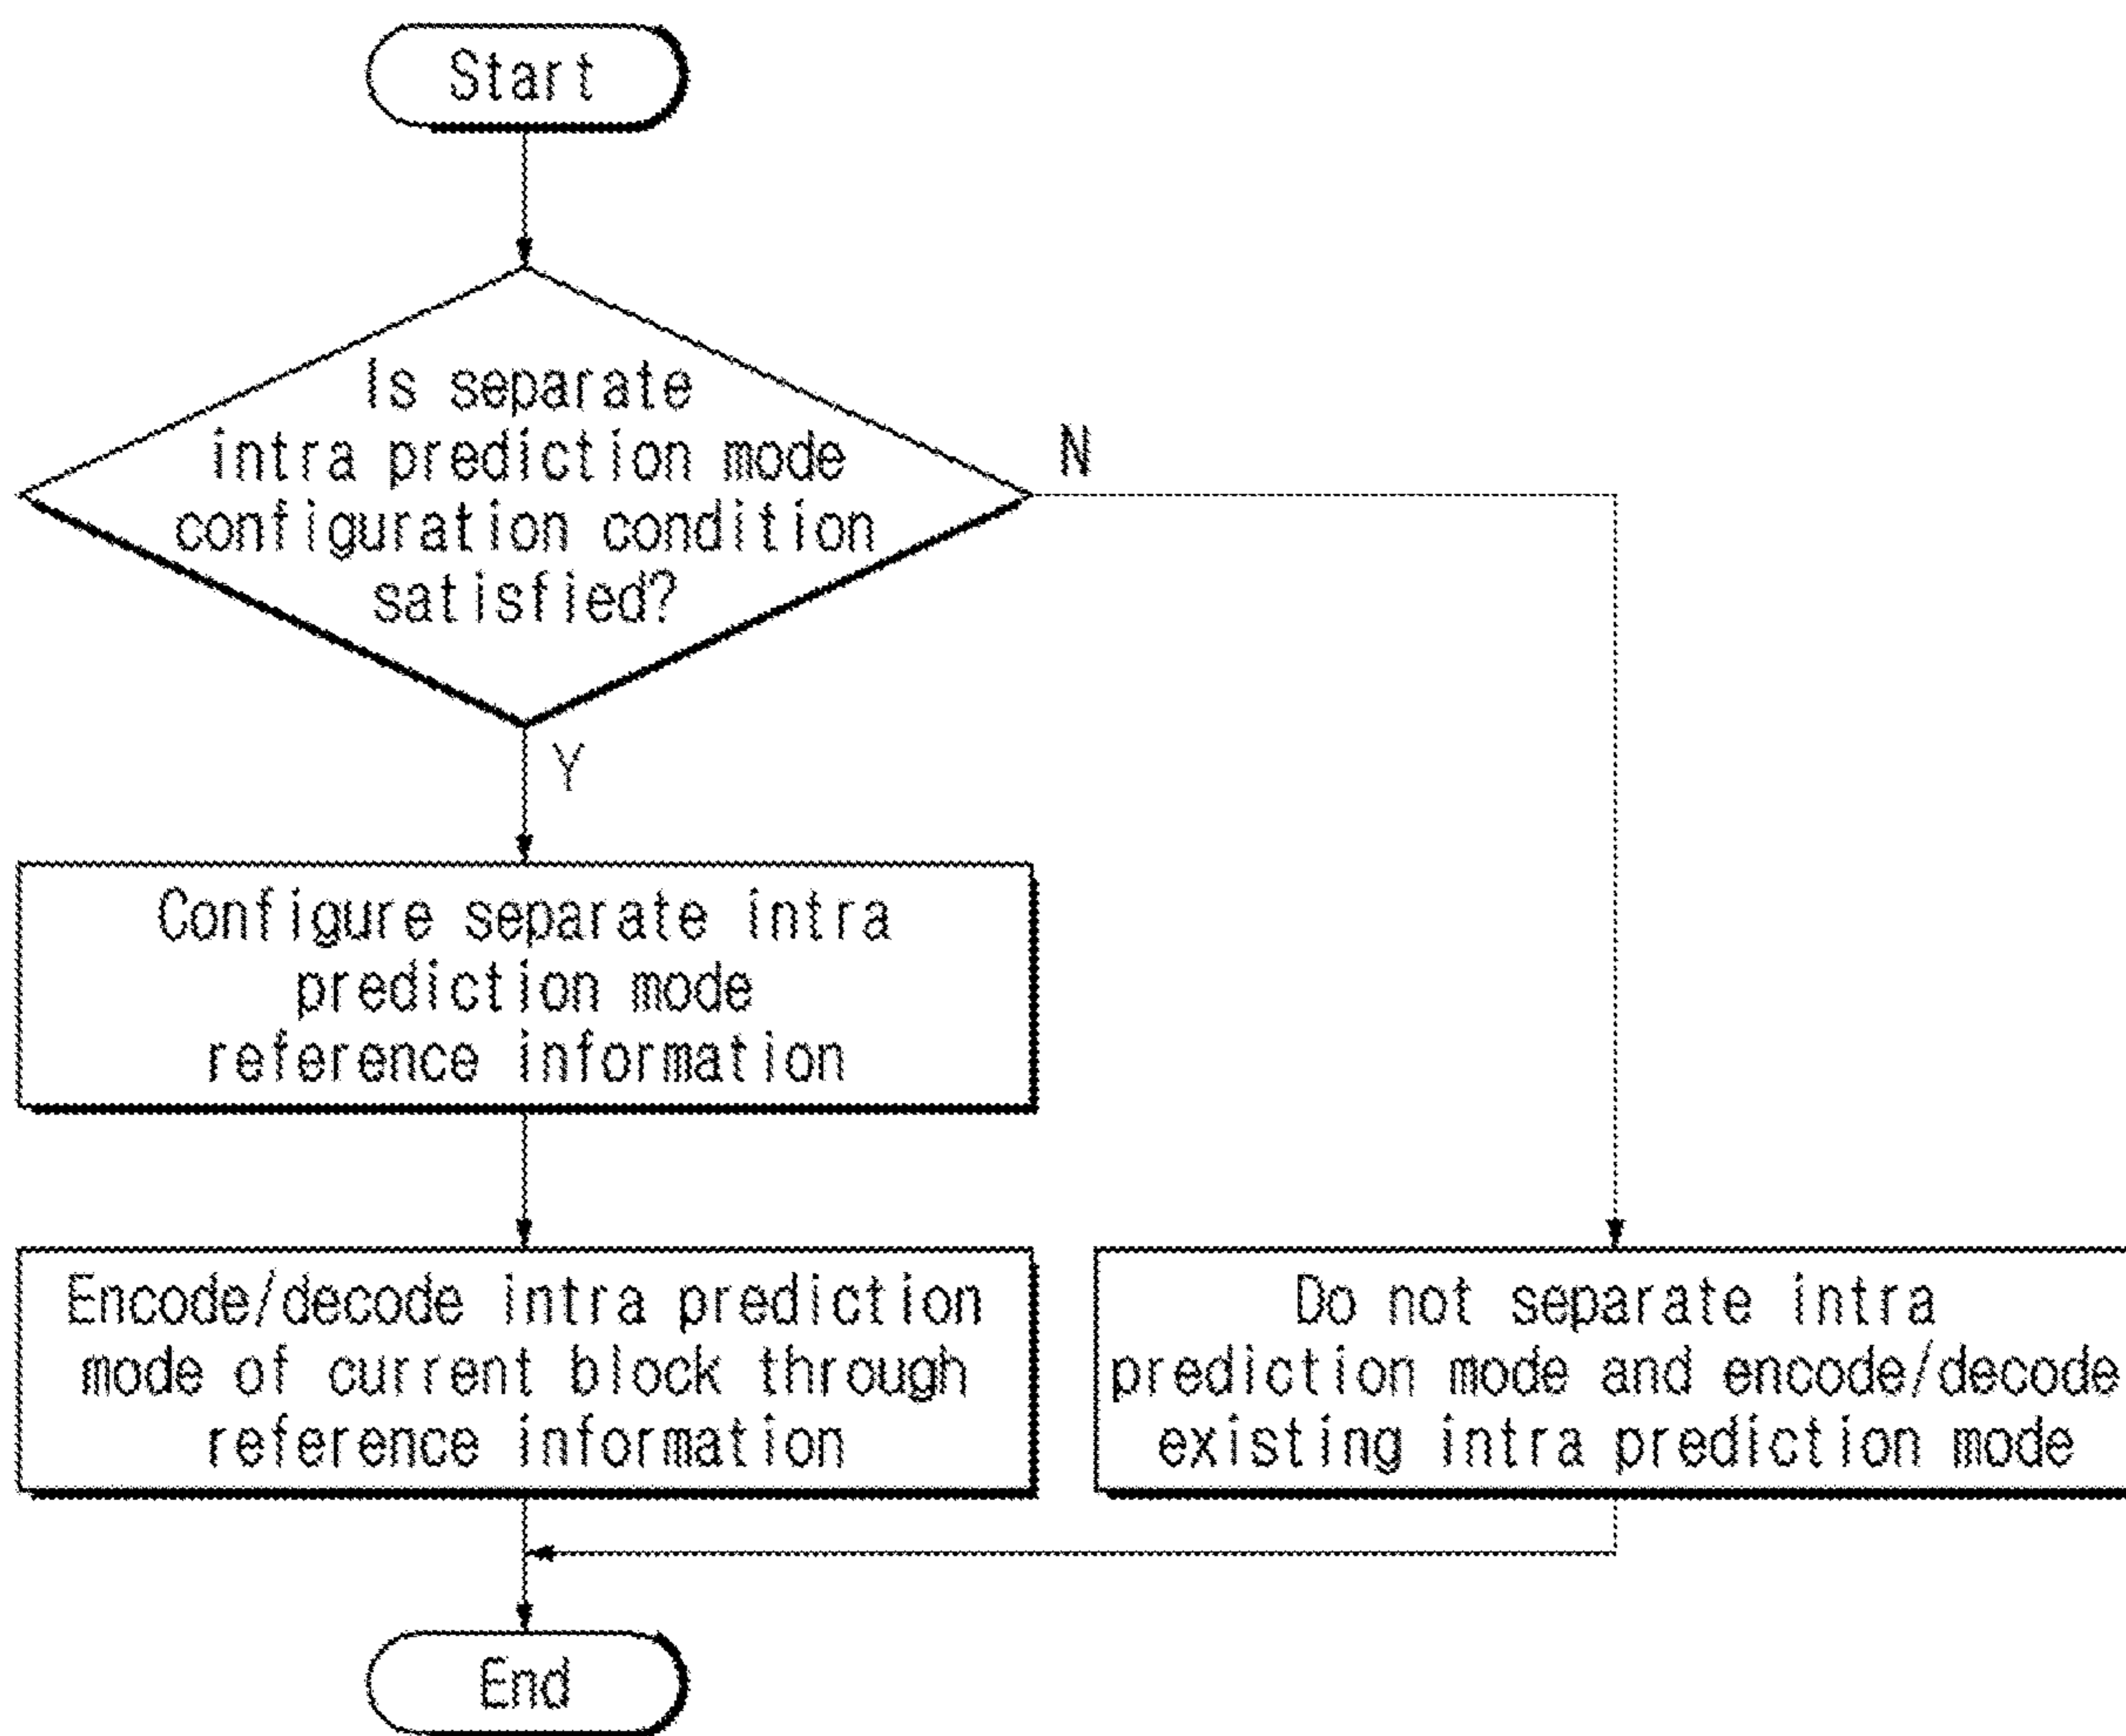 Start
Is separate
intra prediction mode
configuration condition
satisfied?
N
Y
Configure separate intra
prediction mode
reference information
Encode/decode intra prediction
mode of current block through
reference information
Do not separate intra
prediction mode and encode/decode
existing intra prediction mode
End